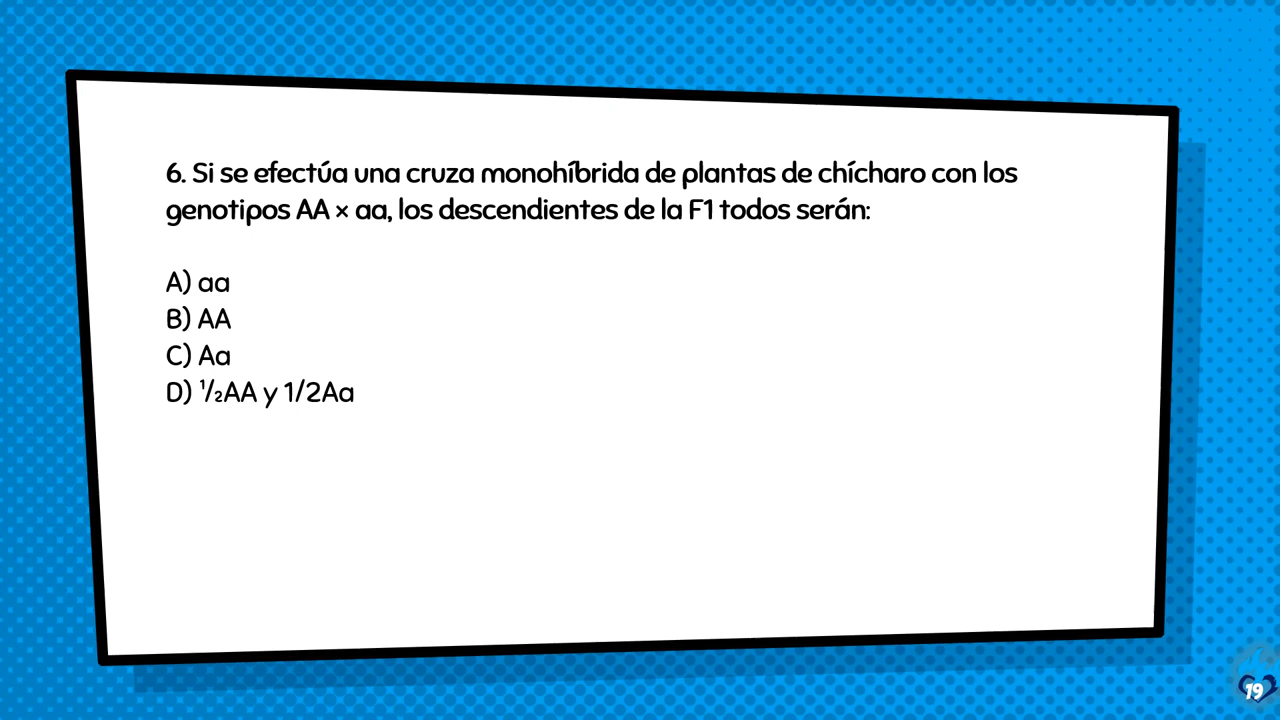 6. Si se efectúa una cruza monohíbrida de plantas de chícharo con los
genotipos AA × aa, los descendientes de la F1 todos serán:
A) aa
B) AA
C) Aa
D) ½AA y 1/2Aa
19